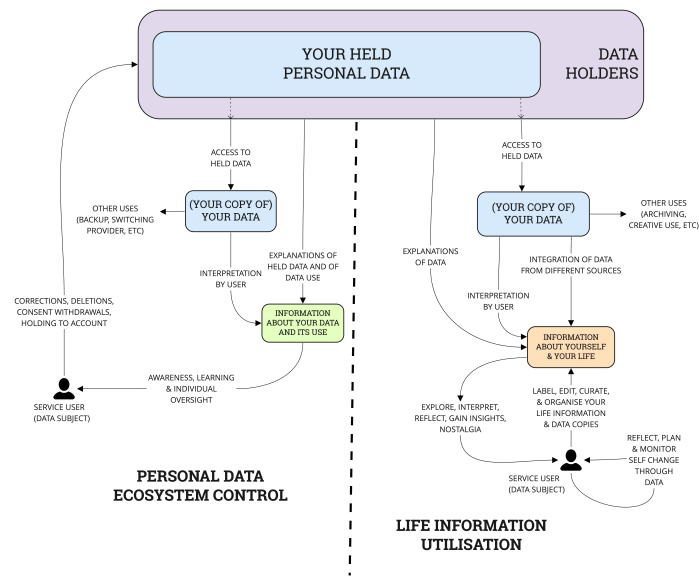 YOUR HELD
PERSONAL DATA
DATA
HOLDERS
ACCESS TO
HELD DATA
(YOUR COPY OF)
YOUR DATA
OTHER USES
(BACKUP, SWITCHING
PROVIDER, ETC)
EXPLANATIONS OF
HELD DATA AND OF
DATA USE
INTERPRETATION
BY USER
INFORMATION
ABOUT YOUR DATA
AND ITS USE
CORRECTIONS, DELETIONS,
CONSENT WITHDRAWALS,
HOLDING TO ACCOUNT
AWARENESS, LEARNING
& INDIVIDUAL
OVERSIGHT
SERVICE USER
(DATA SUBJECT)
PERSONAL DATA
ECOSYSTEM CONTROL
ACCESS TO
HELD DATA
(YOUR COPY OF)
YOUR DATA
OTHER USES
(ARCHIVING,
CREATIVE USE, ETC)
EXPLANATIONS
OF DATA
INTEGRATION OF DATA
FROM DIFFERENT SOURCES
INTERPRETATION
BY USER
INFORMATION
ABOUT YOURSELF
& YOUR LIFE
EXPLORE, INTERPRET,
REFLECT, GAIN INSIGHTS,
NOSTALGIA
LABEL, EDIT, CURATE,
& ORGANISE YOUR
LIFE INFORMATION
& DATA COPIES
REFLECT, PLAN
& MONITOR
SELF CHANGE
THROUGH
DATA
SERVICE USER
(DATA SUBJECT)
LIFE INFORMATION
UTILISATION